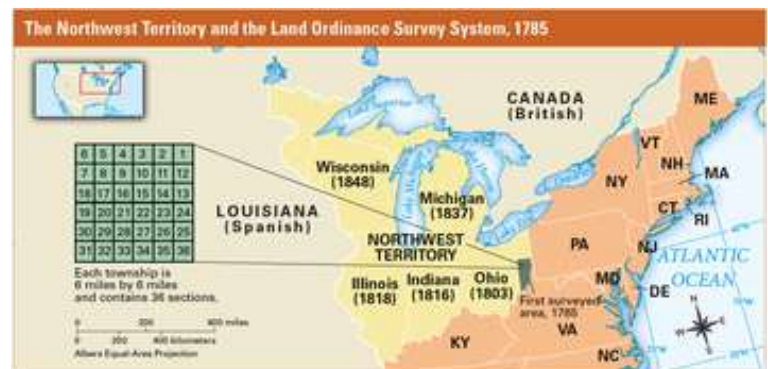 The Northwest Territory and the Land Ordinance Survey System, 1785
CANADA
(British)
ME
VT
NH
MA
NY
CT
RI
PA
NJ
MD
DE
VA
NC
KY
ATLANTIC
OCEAN
LOUISIANA
(Spanish)
Wisconsin
(1848)
Michigan
(1837)
NORTHWEST
TERRITORY
Illinois
(1818)
Indiana
(1816)
Ohio
(1803)
First surveyed
area, 1785
6 5 4 3 2 1
7 8 9 10 11 12
18 17 16 15 14 13
19 20 21 22 23 24
30 29 28 27 26 25
31 32 33 34 35 36
Each township is
6 miles by 6 miles
and contains 36 sections.
0 200 400 miles
0 200 400 kilometers
Albers Equal-Area Projection
N
W E
S